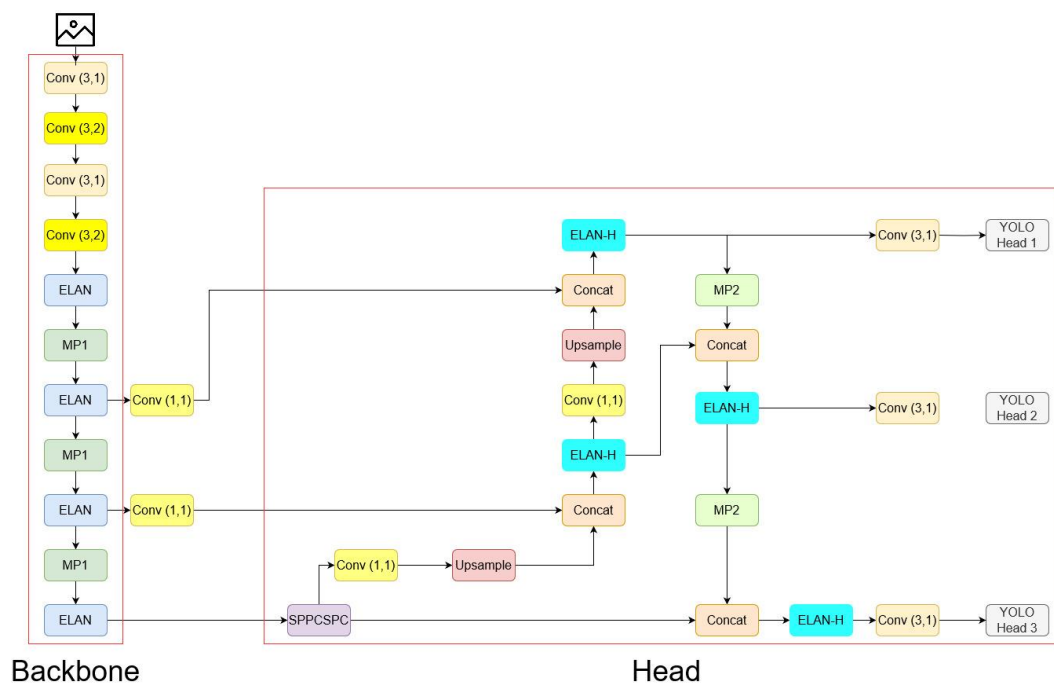 Conv (3,1)
Conv (3,2)
Conv (3,1)
Conv (3,2)
ELAN
MP1
ELAN
Conv (1,1)
MP1
ELAN
Conv (1,1)
MP1
ELAN
Backbone
ELAN-H
Conv (3,1)
YOLO
Head 1
Concat
MP2
Upsample
Concat
Conv (1,1)
ELAN-H
Conv (3,1)
YOLO
Head 2
ELAN-H
Concat
MP2
Conv (1,1)
Upsample
SPPCSPC
Concat
ELAN-H
Conv (3,1)
YOLO
Head 3
Head